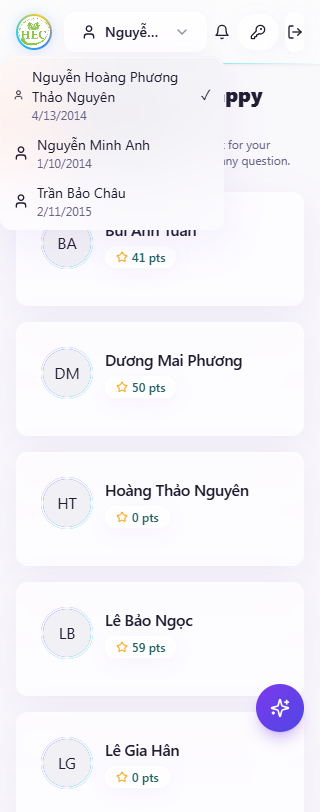 HEC
Nguyễ...
Nguyễn Hoàng Phương
Thảo Nguyên
4/13/2014
ppy
Nguyễn Minh Anh
for your
1/10/2014
any question.
Trần Bảo Châu
2/11/2015
BA
Bùi Anh Tuấn
41 pts
DM
Dương Mai Phương
50 pts
HT
Hoàng Thảo Nguyên
0 pts
LB
Lê Bảo Ngọc
59 pts
LG
Lê Gia Hân
0 pts